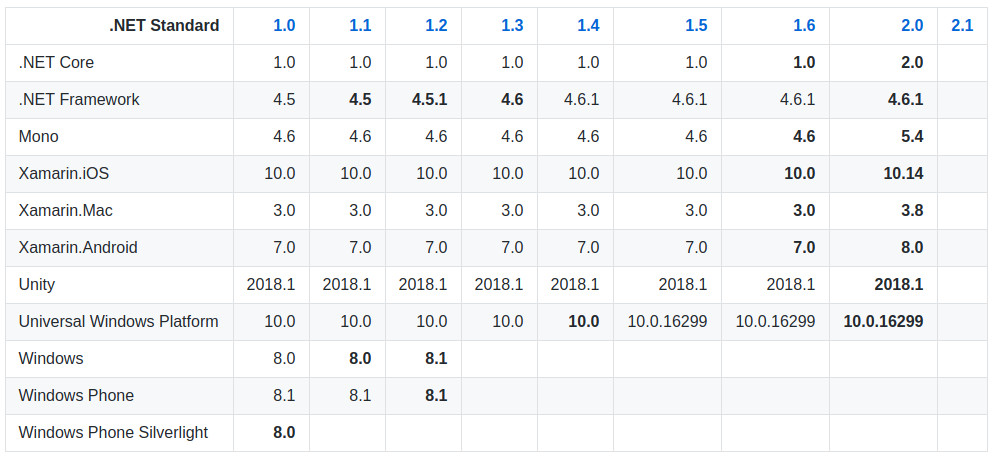 .NET Standard 1.0 1.1 1.2 1.3 1.4 1.5 1.6 2.0 2.1
.NET Core 1.0 1.0 1.0 1.0 1.0 1.0 1.0 2.0
.NET Framework 4.5 4.5 4.5.1 4.6 4.6.1 4.6.1 4.6.1 4.6.1
Mono 4.6 4.6 4.6 4.6 4.6 4.6 4.6 5.4
Xamarin.iOS 10.0 10.0 10.0 10.0 10.0 10.0 10.0 10.14
Xamarin.Mac 3.0 3.0 3.0 3.0 3.0 3.0 3.0 3.8
Xamarin.Android 7.0 7.0 7.0 7.0 7.0 7.0 7.0 8.0
Unity 2018.1 2018.1 2018.1 2018.1 2018.1 2018.1 2018.1 2018.1
Universal Windows Platform 10.0 10.0 10.0 10.0 10.0 10.0.16299 10.0.16299 10.0.16299
Windows 8.0 8.0 8.1
Windows Phone 8.1 8.1 8.1
Windows Phone Silverlight 8.0